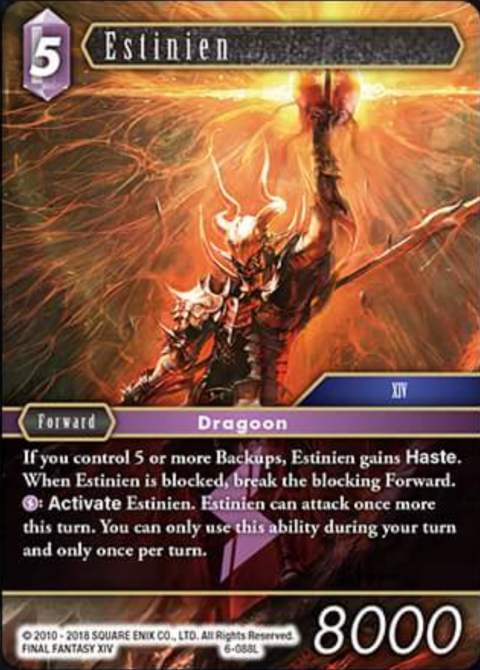 5
Estinien
XIV
Forward
Dragoon
If you control 5 or more Backups, Estinien gains Haste.
When Estinien is blocked, break the blocking Forward.
: Activate Estinien. Estinien can attack once more
this turn. You can only use this ability during your turn
and only once per turn.
© 2010 - 2018 SQUARE ENIX CO., LTD. All Rights Reserved.
FINAL FANTASY XIV
6-088L
8000